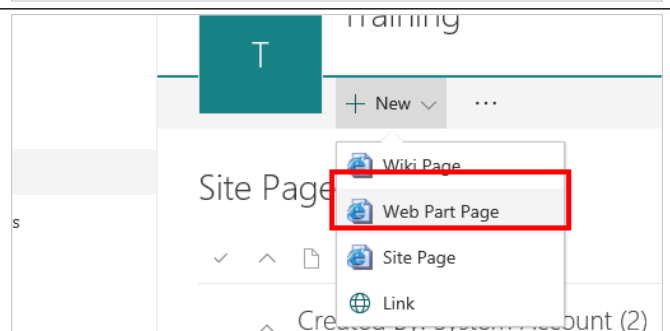 Training
T
+ New ...
Wiki Page
Site Page
Web Part Page
s
Site Page
Link
Created By: System Account (2)